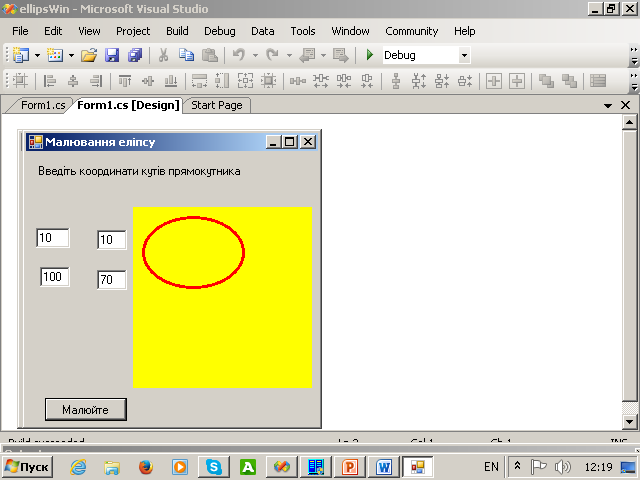 ellipsWin - Microsoft Visual Studio
File Edit View Project Build Debug Data Tools Window Community Help
Debug
Form1.cs Form1.cs [Design] Start Page
Малювання еліпсу
Введіть координати кутів прямокутника
10 10
100 70
Малюйте
Пуск EN 12:19